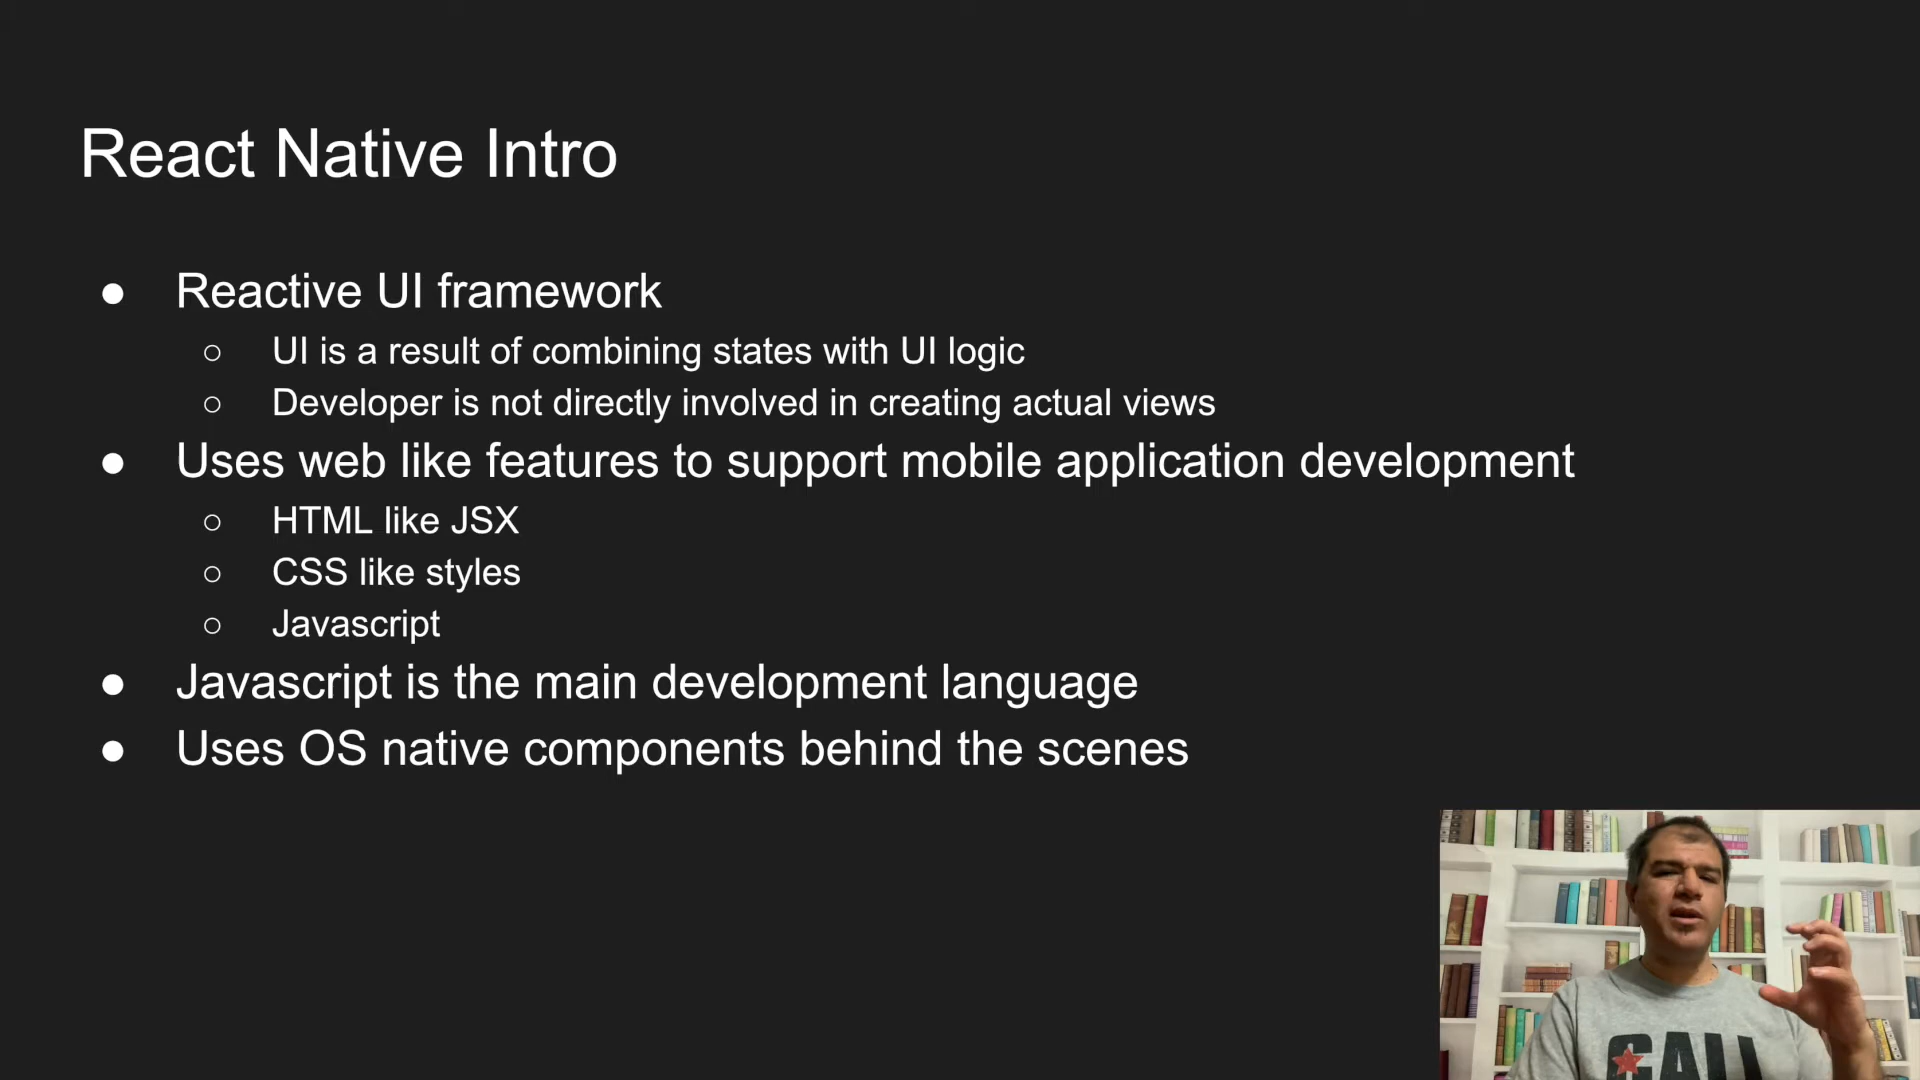 React Native Intro
● Reactive UI framework
○ UI is a result of combining states with UI logic
○ Developer is not directly involved in creating actual views
● Uses web like features to support mobile application development
○ HTML like JSX
○ CSS like styles
○ Javascript
● Javascript is the main development language
● Uses OS native components behind the scenes